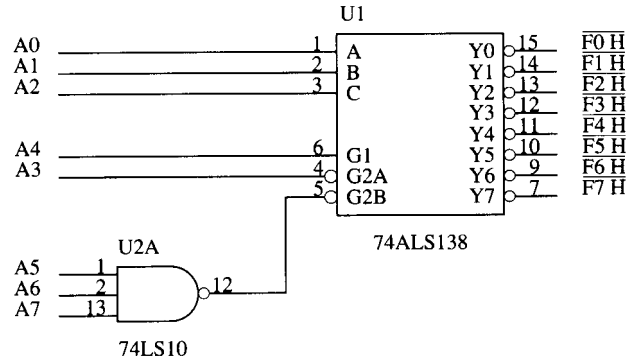 U1
A0 1 A Y0 15 F0 H
A1 2 B Y1 14 F1 H
A2 3 C Y2 13 F2 H
Y3 12 F3 H
Y4 11 F4 H
A4 6 G1 Y5 10 F5 H
A3 4 G2A Y6 9 F6 H
5 G2B Y7 7 F7 H
74ALS138
U2A
A5 1
A6 2 12
A7 13
74LS10